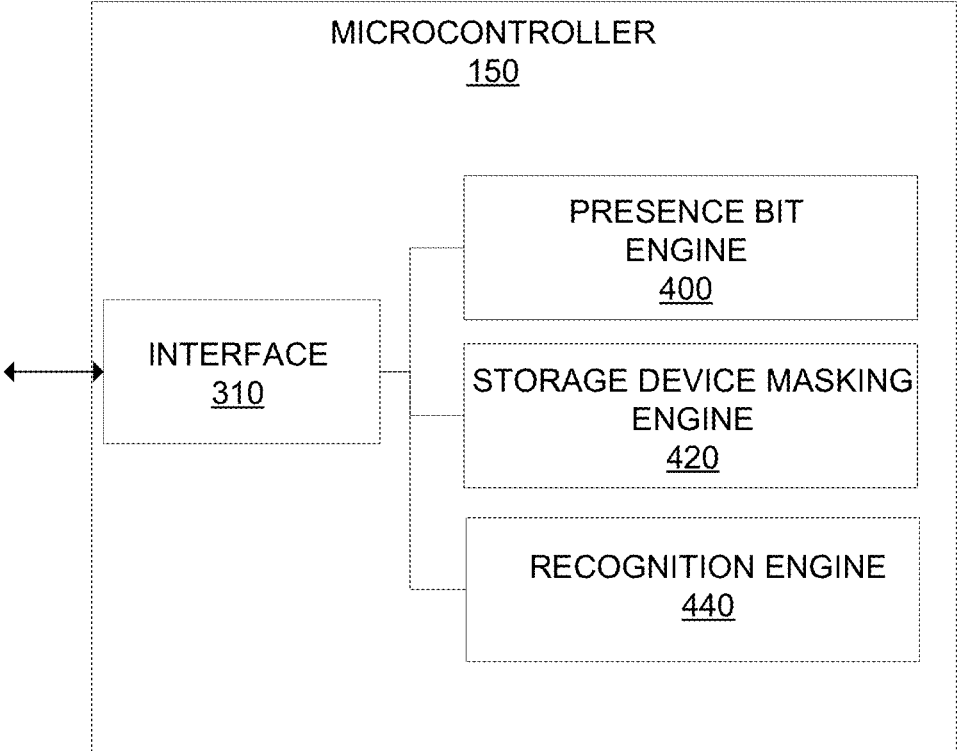 MICROCONTROLLER
150
PRESENCE BIT
ENGINE
400
INTERFACE
310
STORAGE DEVICE MASKING
ENGINE
420
RECOGNITION ENGINE
440